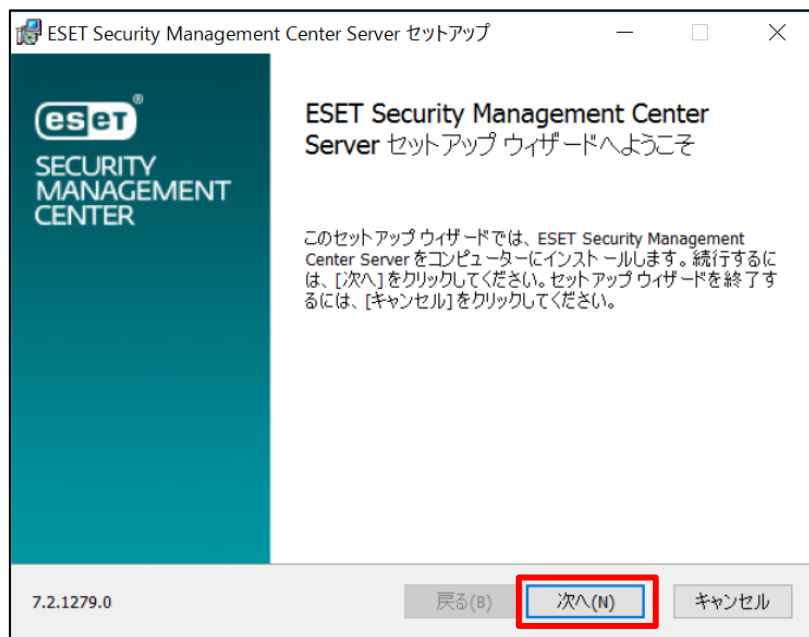 ESET Security Management Center Server セットアップ
eset®
SECURITY
MANAGEMENT
CENTER
ESET Security Management Center
Server セットアップ ウィザードへようこそ
このセットアップ ウィザードでは、ESET Security Management
Center Server をコンピューターにインストールします。続行するに
は、[次へ] をクリックしてください。セットアップ ウィザードを終了す
るには、[キャンセル] をクリックしてください。
7.2.1279.0
戻る(B)
次へ(N)
キャンセル